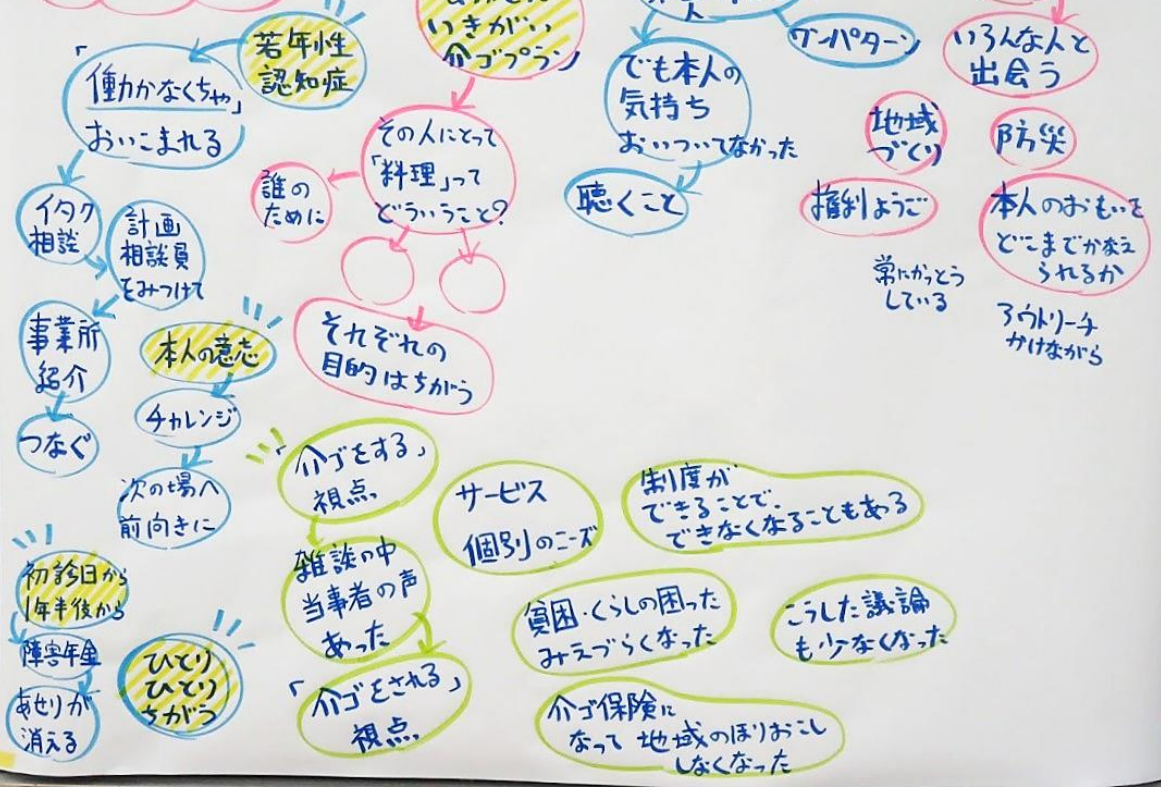 若年性
認知症
「働かなくちゃ」
おいこまれる
イタク
相談
計画
相談員
をみつけて
事業所
紹介
つなぐ
本人の意志
チャレンジ
次の場へ
前向きに
初診日から
1年半後から
障害年金
あせりが
消える
ひとり
ひとり
ちがう
いきがい
介ゴプラン」
その人にとって
「料理」って
どういうこと?
誰の
ために
それぞれの
目的はちがう
「介ゴをする」
視点
雑談の中
当事者の声
あった
「介ゴをされる」
視点
人
ワンパターン
でも本人の
気持ち
おいついてなかった
聴くこと
いろんな人と
出会う
地域
づくり
防災
権利ようご
本人のおもいを
どこまでかなえ
られるか
常にかっとう
している
アウトリーチ
かけながら
サービス
個別のニーズ
制度が
できることで、
できなくなることもある
貧困・くらしの困った
みえづらくなった
こうした議論
も少なくなった
介ゴ保険に
なって 地域のほりおこし
しなくなった